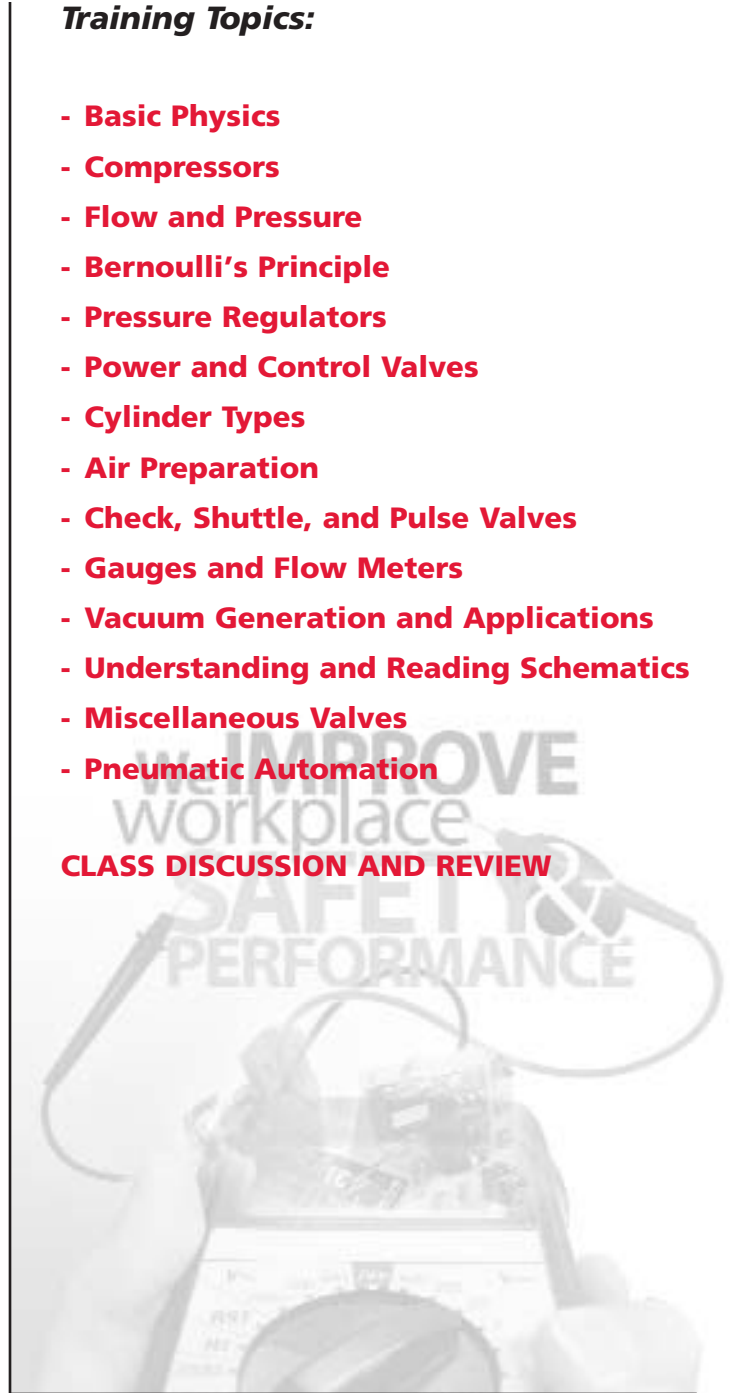 Training Topics:
- Basic Physics
- Compressors
- Flow and Pressure
- Bernoulli’s Principle
- Pressure Regulators
- Power and Control Valves
- Cylinder Types
- Air Preparation
- Check, Shuttle, and Pulse Valves
- Gauges and Flow Meters
- Vacuum Generation and Applications
- Understanding and Reading Schematics
- Miscellaneous Valves
- Pneumatic Automation
we IMPROVE
workplace
CLASS DISCUSSION AND REVIEW
SAFETY &
PERFORMANCE